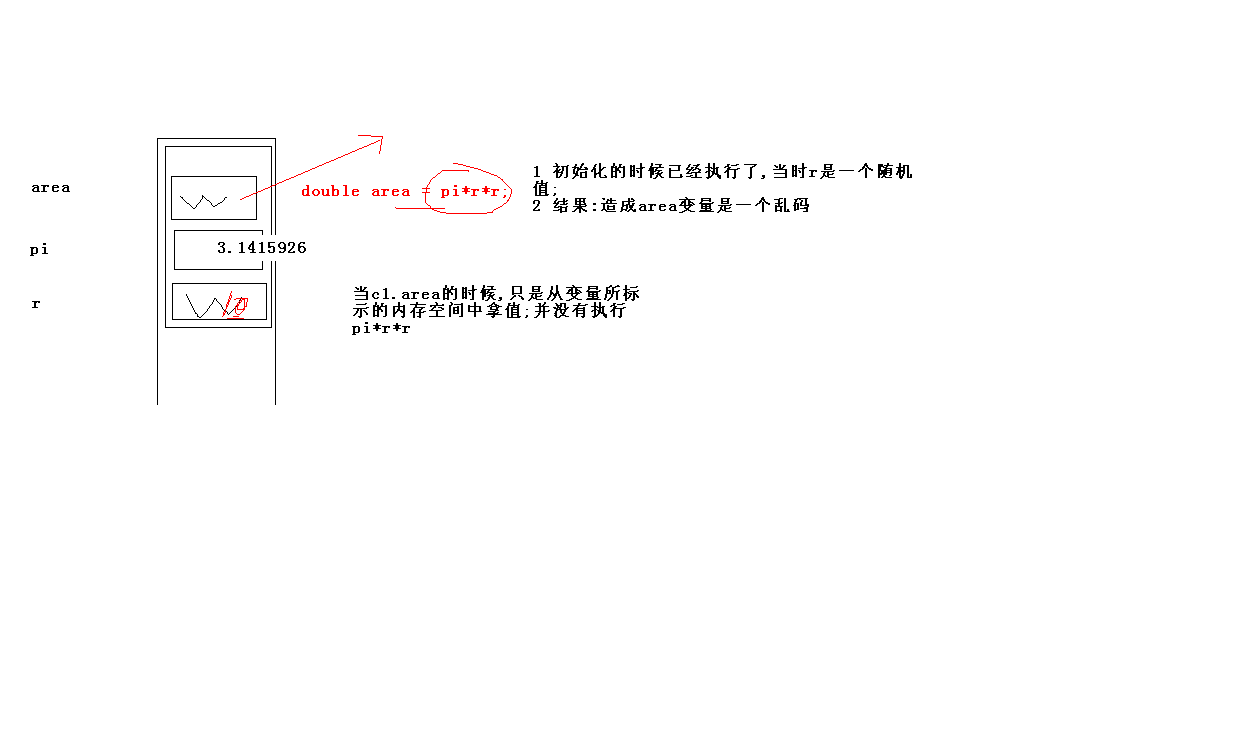 area
double area = pi*r*r;
1 初始化的时候已经执行了,当时r是一个随机
值;
2 结果:造成area变量是一个乱码
pi
3.1415926
r
10
当c1.area的时候,只是从变量所标
示的内存空间中拿值;并没有执行
pi*r*r